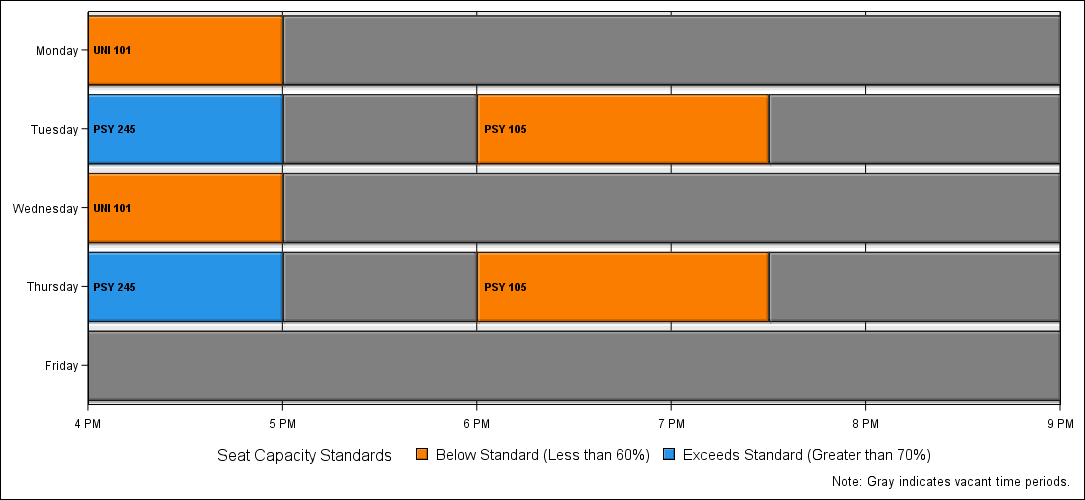 Monday
UNI 101
Tuesday
PSY 245
PSY 105
Wednesday
UNI 101
Thursday
PSY 245
PSY 105
Friday
4 PM 5 PM 6 PM 7 PM 8 PM 9 PM
Seat Capacity Standards Below Standard (Less than 60%) Exceeds Standard (Greater than 70%)
Note: Gray indicates vacant time periods.